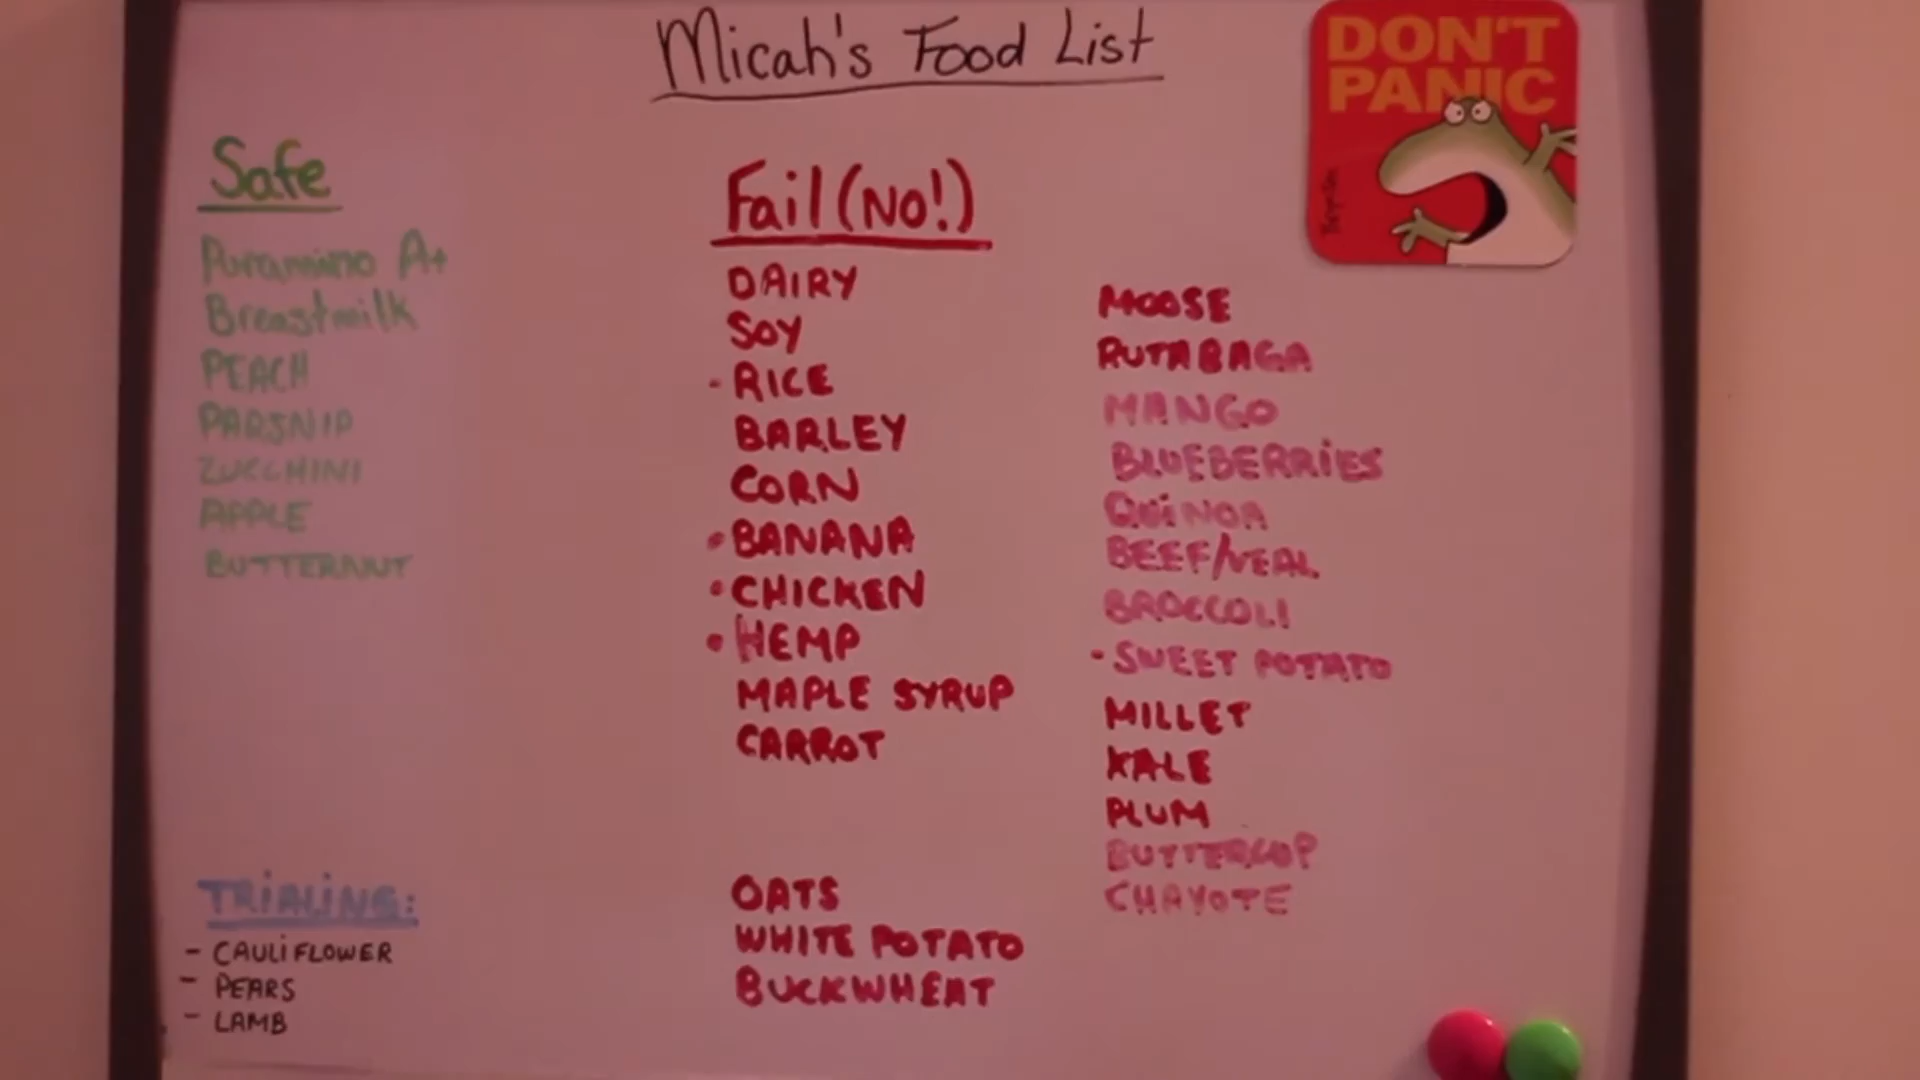 Micah's Food List
DON'T
PANIC
Safe
Puramino A+
Breastmilk
PEACH
PARSNIP
ZUCCHINI
APPLE
BUTTERNUT
TRiALiNG:
- CAULiFLOWER
- PEARS
- LAMB
Fail (NO!)
DAIRY
SOY
- RICE
BARLEY
CORN
• BANANA
• CHICKEN
• HEMP
MAPLE SYRUP
CARROT
OATS
WHITE POTATO
BUCKWHEAT
MOOSE
RUTABAGA
MANGO
BLUEBERRiES
QUiNOA
BEEF/VEAL
BROCCOLI
- SWEET POTATO
MILLET
KALE
PLUM
BUTTERCUP
CHAYOTE